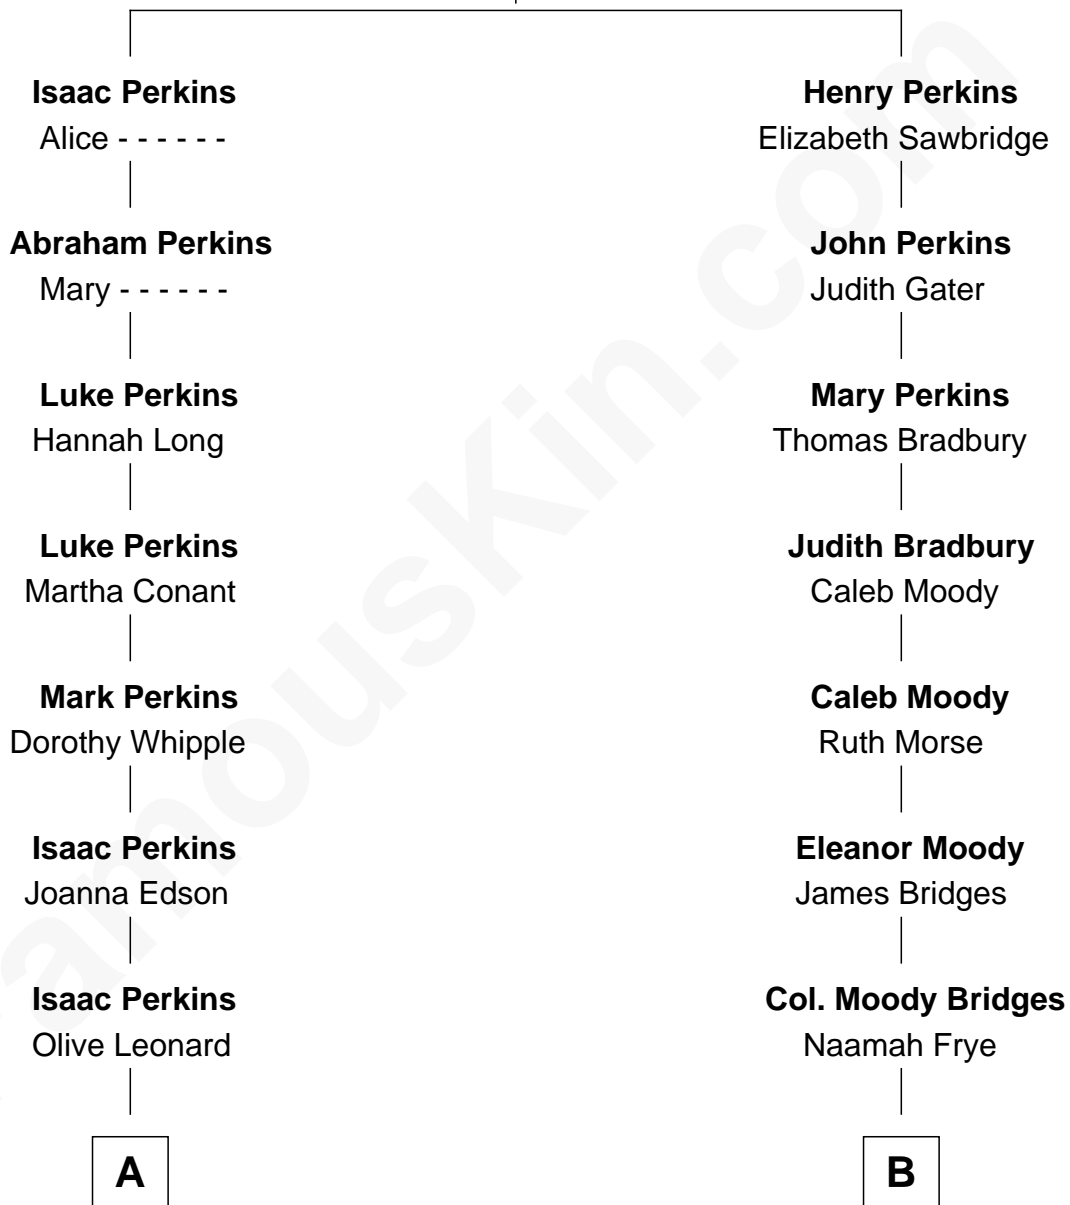 Isaac Perkins
Alice - - - - - -
Abraham Perkins
Mary - - - - - -
Luke Perkins
Hannah Long
Luke Perkins
Martha Conant
Mark Perkins
Dorothy Whipple
Isaac Perkins
Joanna Edson
Isaac Perkins
Olive Leonard
A
Henry Perkins
Elizabeth Sawbridge
John Perkins
Judith Gater
Mary Perkins
Thomas Bradbury
Judith Bradbury
Caleb Moody
Caleb Moody
Ruth Morse
Eleanor Moody
James Bridges
Col. Moody Bridges
Naamah Frye
B
famouskin.com